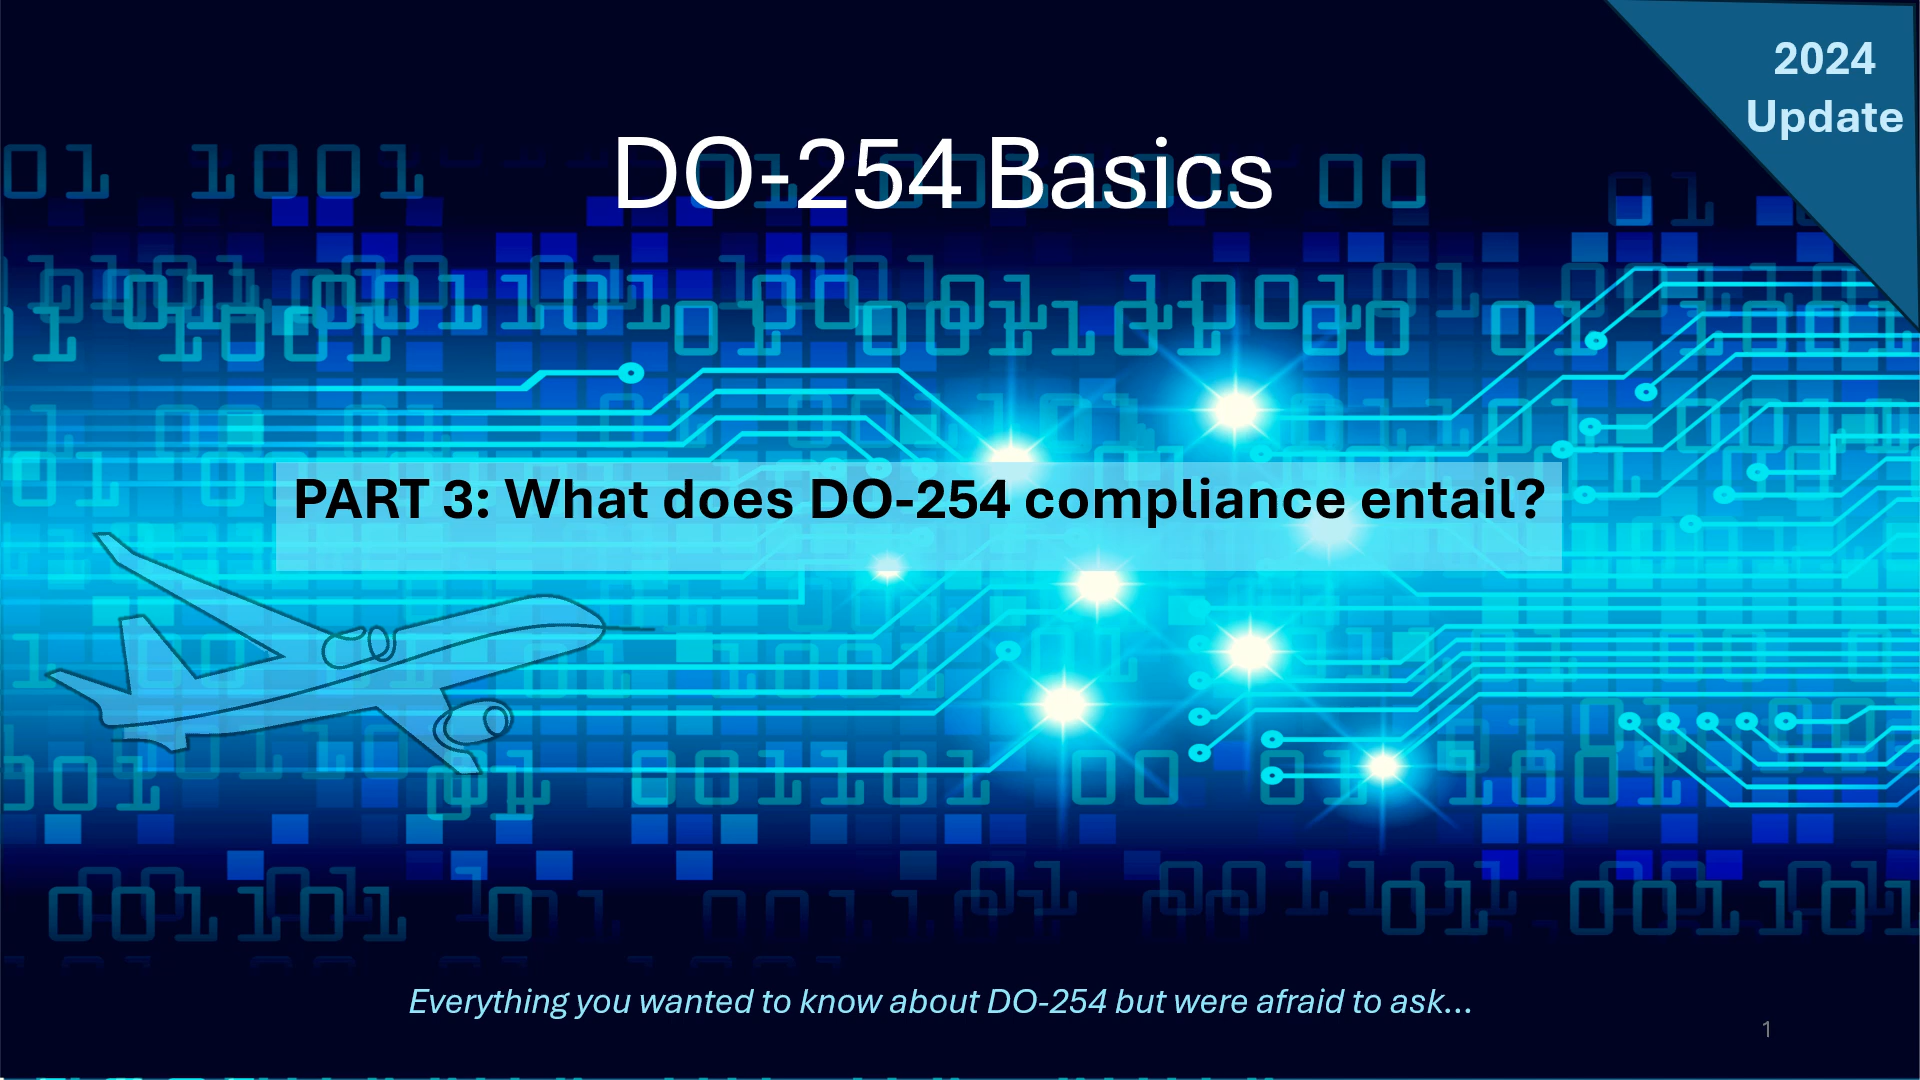 2024
Update
DO-254 Basics
PART 3: What does DO-254 compliance entail?
Everything you wanted to know about DO-254 but were afraid to ask...
1